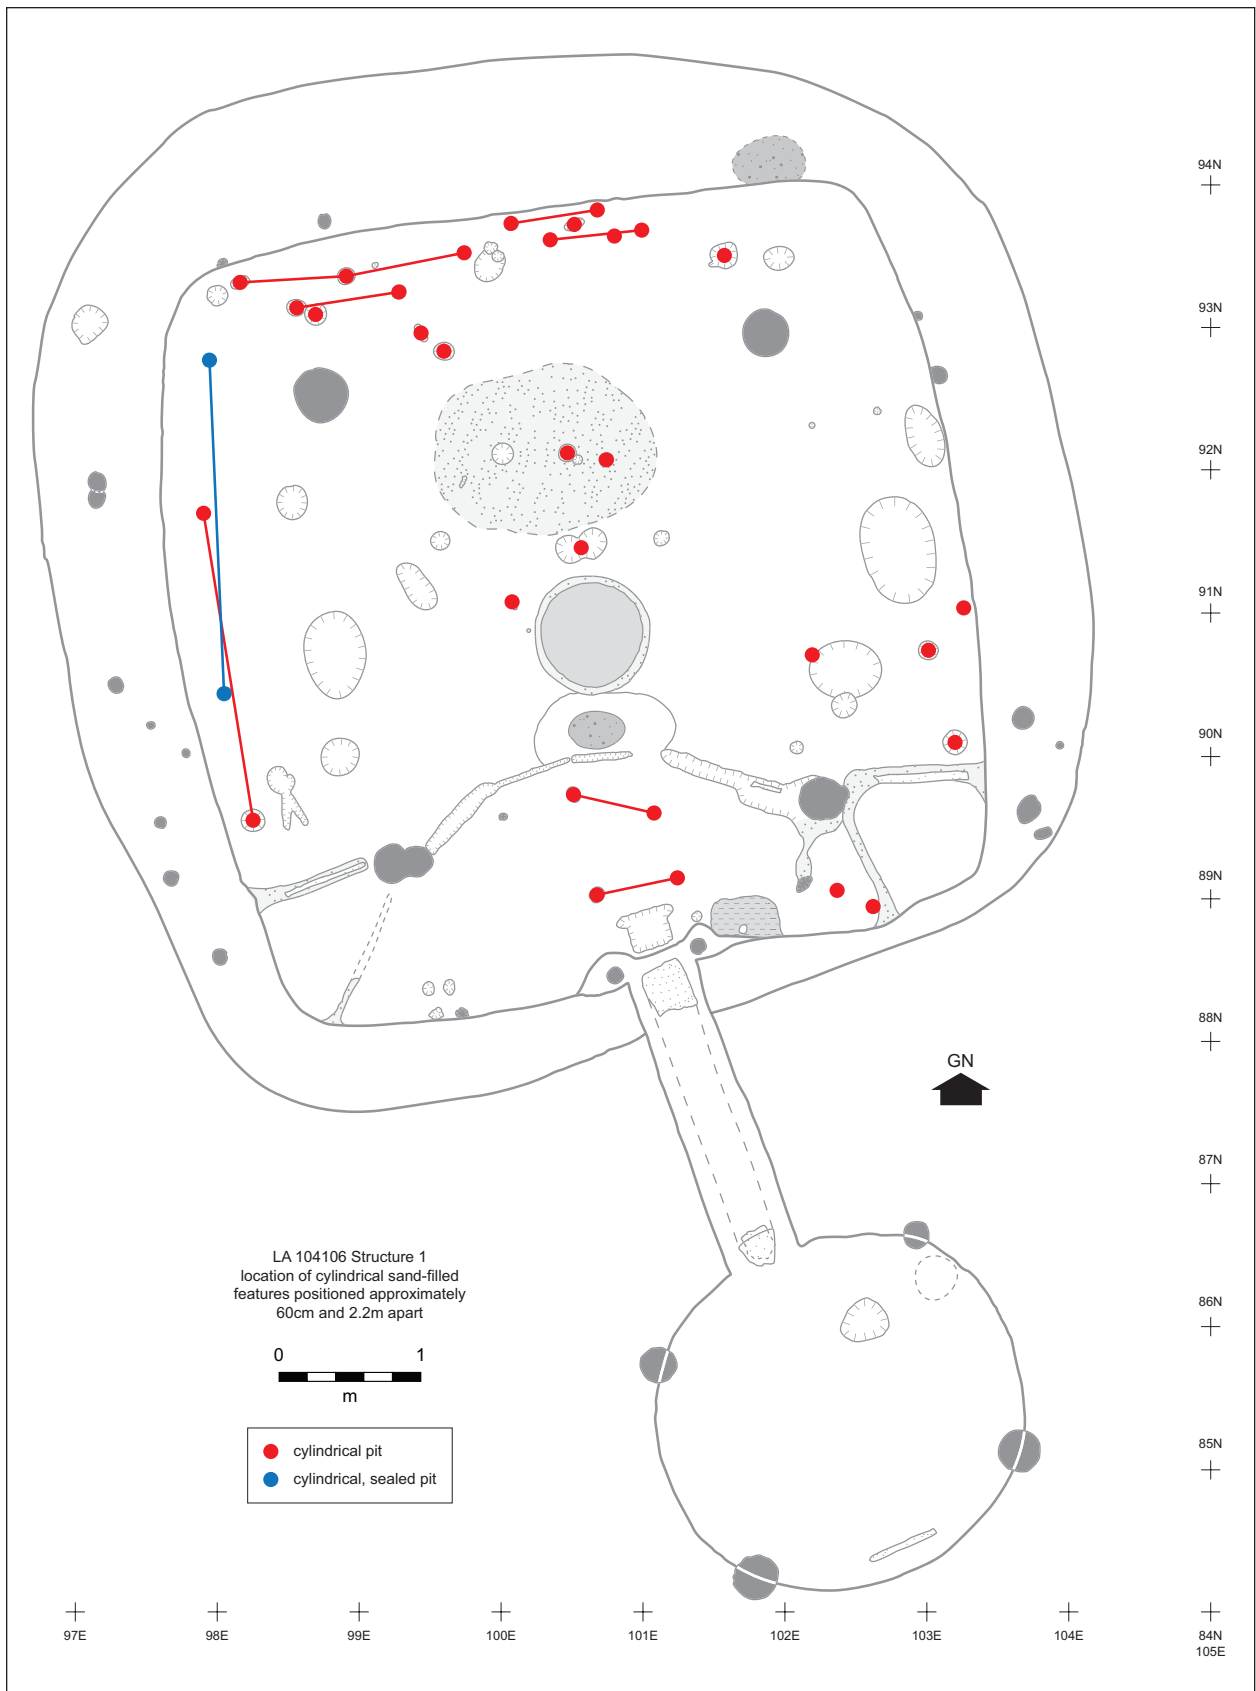 94N
93N
92N
91N
90N
89N
88N
GN
87N
LA 104106 Structure 1
location of cylindrical sand-filled
features positioned approximately
60cm and 2.2m apart
86N
0 1
m
cylindrical pit
85N
cylindrical, sealed pit
97E 98E 99E 100E 101E 102E 103E 104E 84N
105E